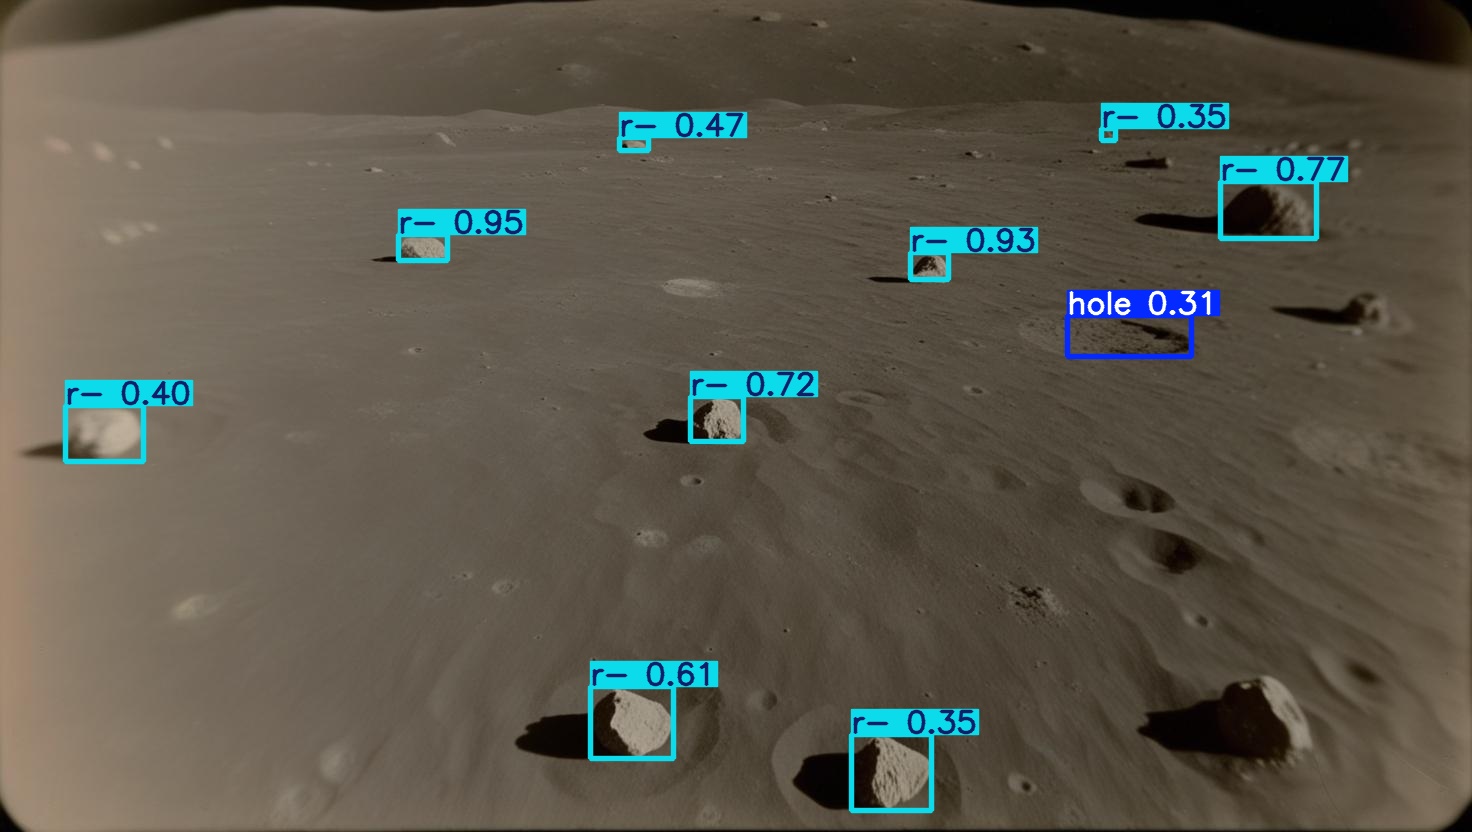 r- 0.47
r- 0.35
r- 0.77
r- 0.95
r- 0.93
hole 0.31
r- 0.72
r- 0.40
r- 0.61
r- 0.35